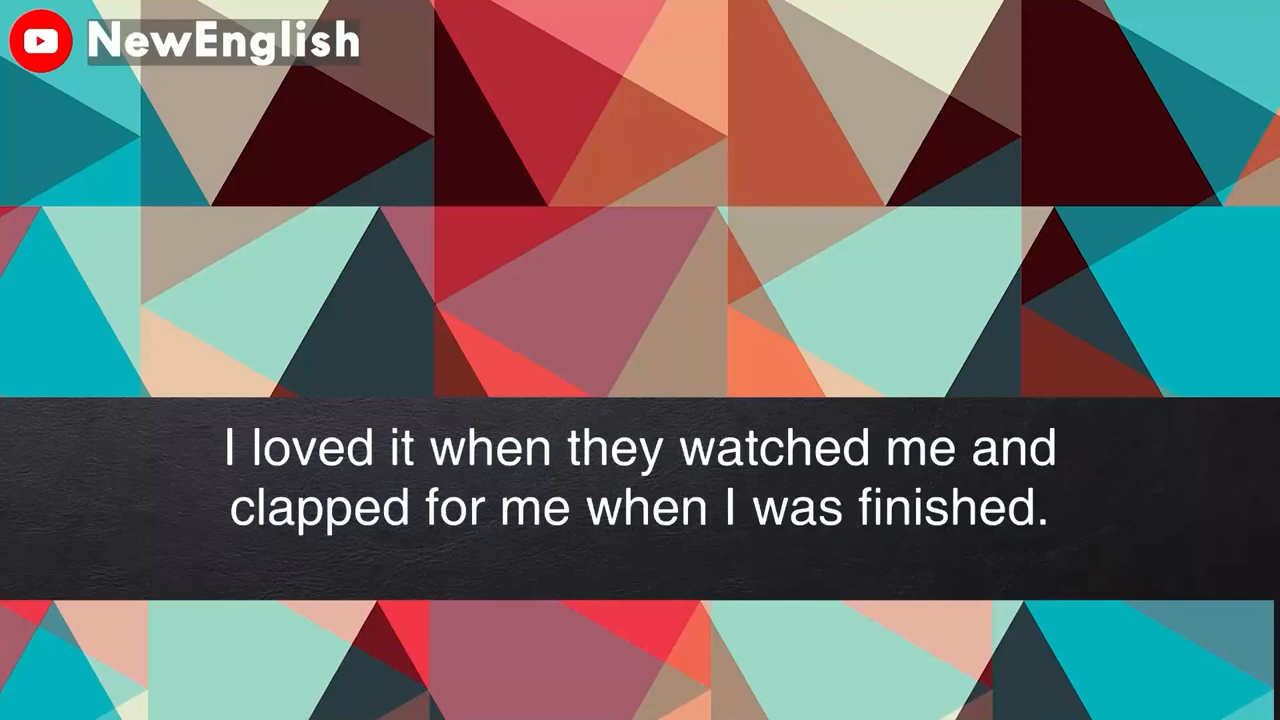 NewEnglish
I loved it when they watched me and
clapped for me when I was finished.